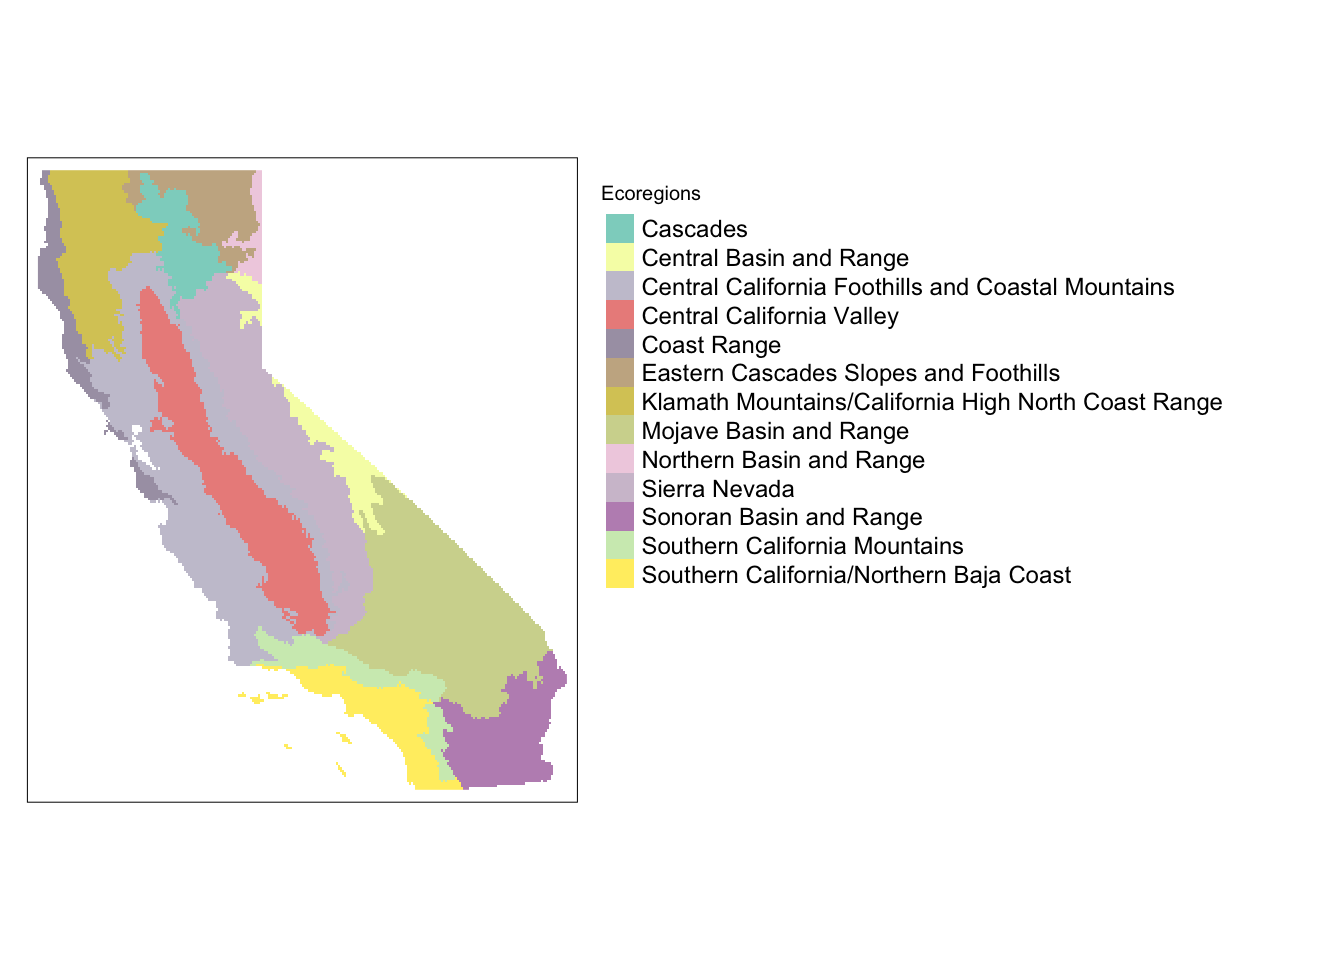 Ecoregions
Cascades
Central Basin and Range
Central California Foothills and Coastal Mountains
Central California Valley
Coast Range
Eastern Cascades Slopes and Foothills
Klamath Mountains/California High North Coast Range
Mojave Basin and Range
Northern Basin and Range
Sierra Nevada
Sonoran Basin and Range
Southern California Mountains
Southern California/Northern Baja Coast